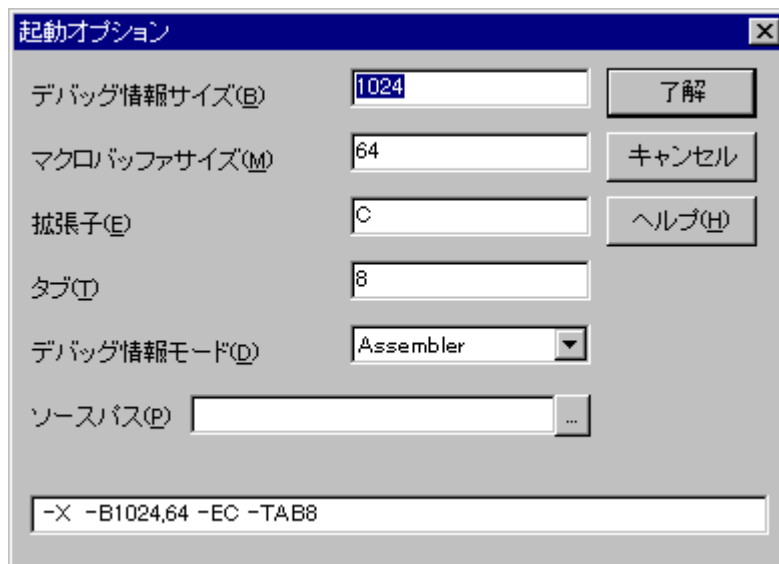 起動オプション
デバッグ情報サイズ(B) 1024 了解
マクロバッファサイズ(M) 64 キャンセル
拡張子(E) C ヘルプ(H)
タブ(T) 8
デバッグ情報モード(D) Assembler
ソースパス(P) ...
-X -B1024,64 -EC -TAB8